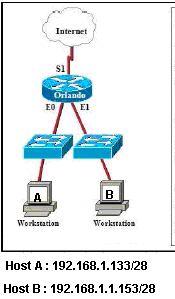 Internet
S1
Orlando
E0 E1
A B
Workstation Workstation
Host A : 192.168.1.133/28
Host B : 192.168.1.1.153/28